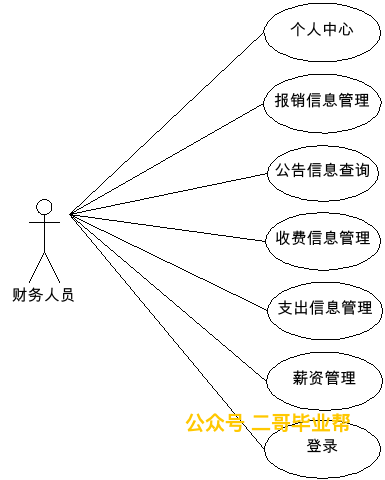 个人中心
报销信息管理
公告信息查询
收费信息管理
财务人员
支出信息管理
薪资管理
公众号 二哥毕业帮
登录